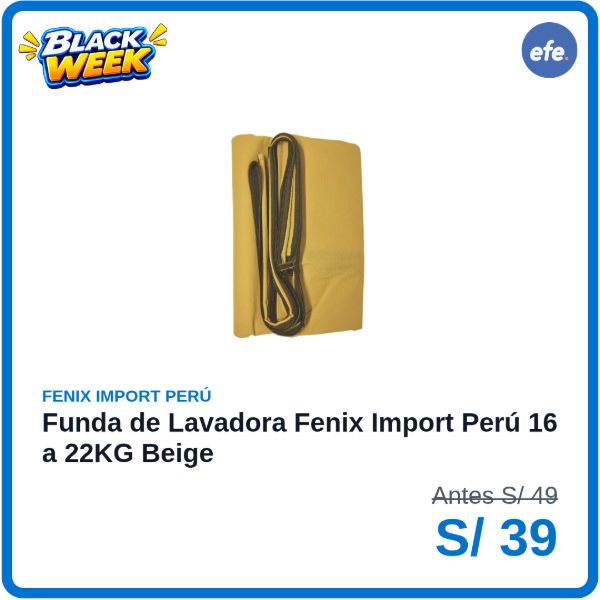 BLACK
WEEK
efe.
FENIX IMPORT PERÚ
Funda de Lavadora Fenix Import Perú 16
a 22KG Beige
Antes S/ 49
S/ 39